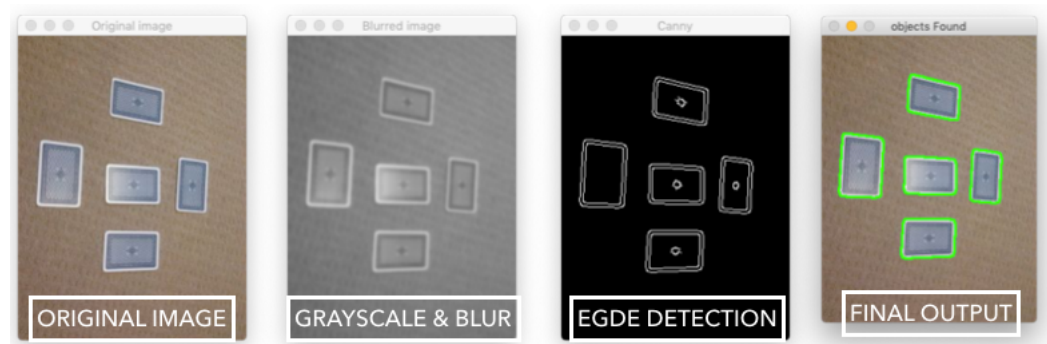 Original image
Blurred image
Canny
objects Found
ORIGINAL IMAGE
GRAYSCALE & BLUR
EGDE DETECTION
FINAL OUTPUT